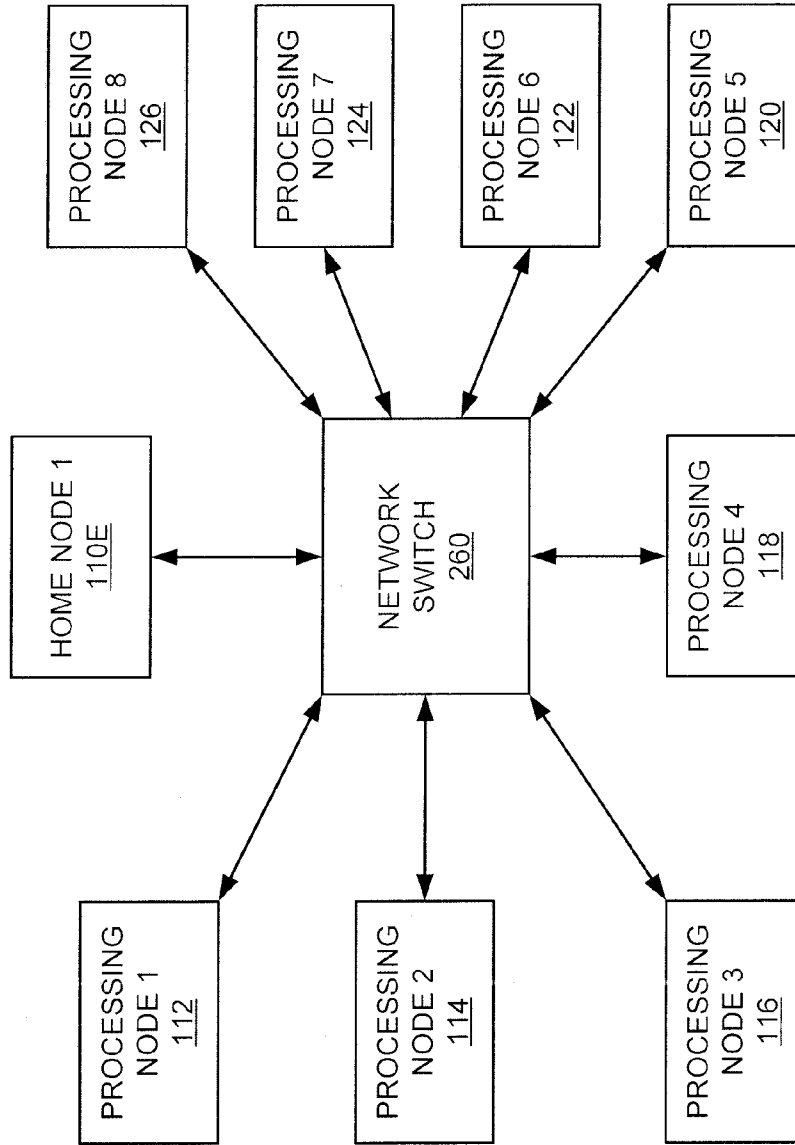 HOME NODE 1
110E
PROCESSING
NODE 1
112
PROCESSING
NODE 2
114
PROCESSING
NODE 3
116
NETWORK
SWITCH
260
PROCESSING
NODE 4
118
PROCESSING
NODE 8
126
PROCESSING
NODE 7
124
PROCESSING
NODE 6
122
PROCESSING
NODE 5
120